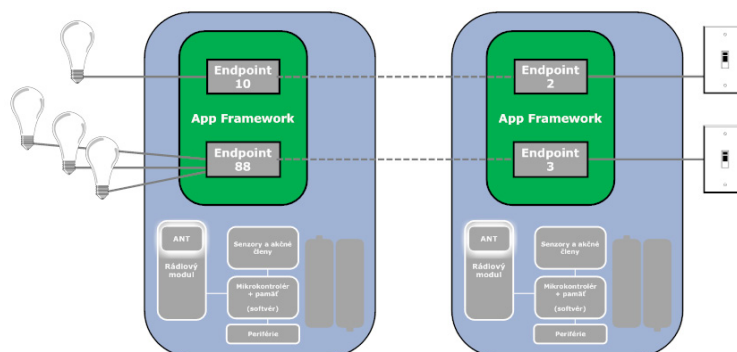 Endpoint
10
App Framework
Endpoint
88
ANT
Rádiový
modul
Senzory a akčné
členy
Mikrokontrolér
+ pamäť
(softvér)
Periférie
Endpoint
2
App Framework
Endpoint
3
ANT
Rádiový
modul
Senzory a akčné
členy
Mikrokontrolér
+ pamäť
(softvér)
Periférie